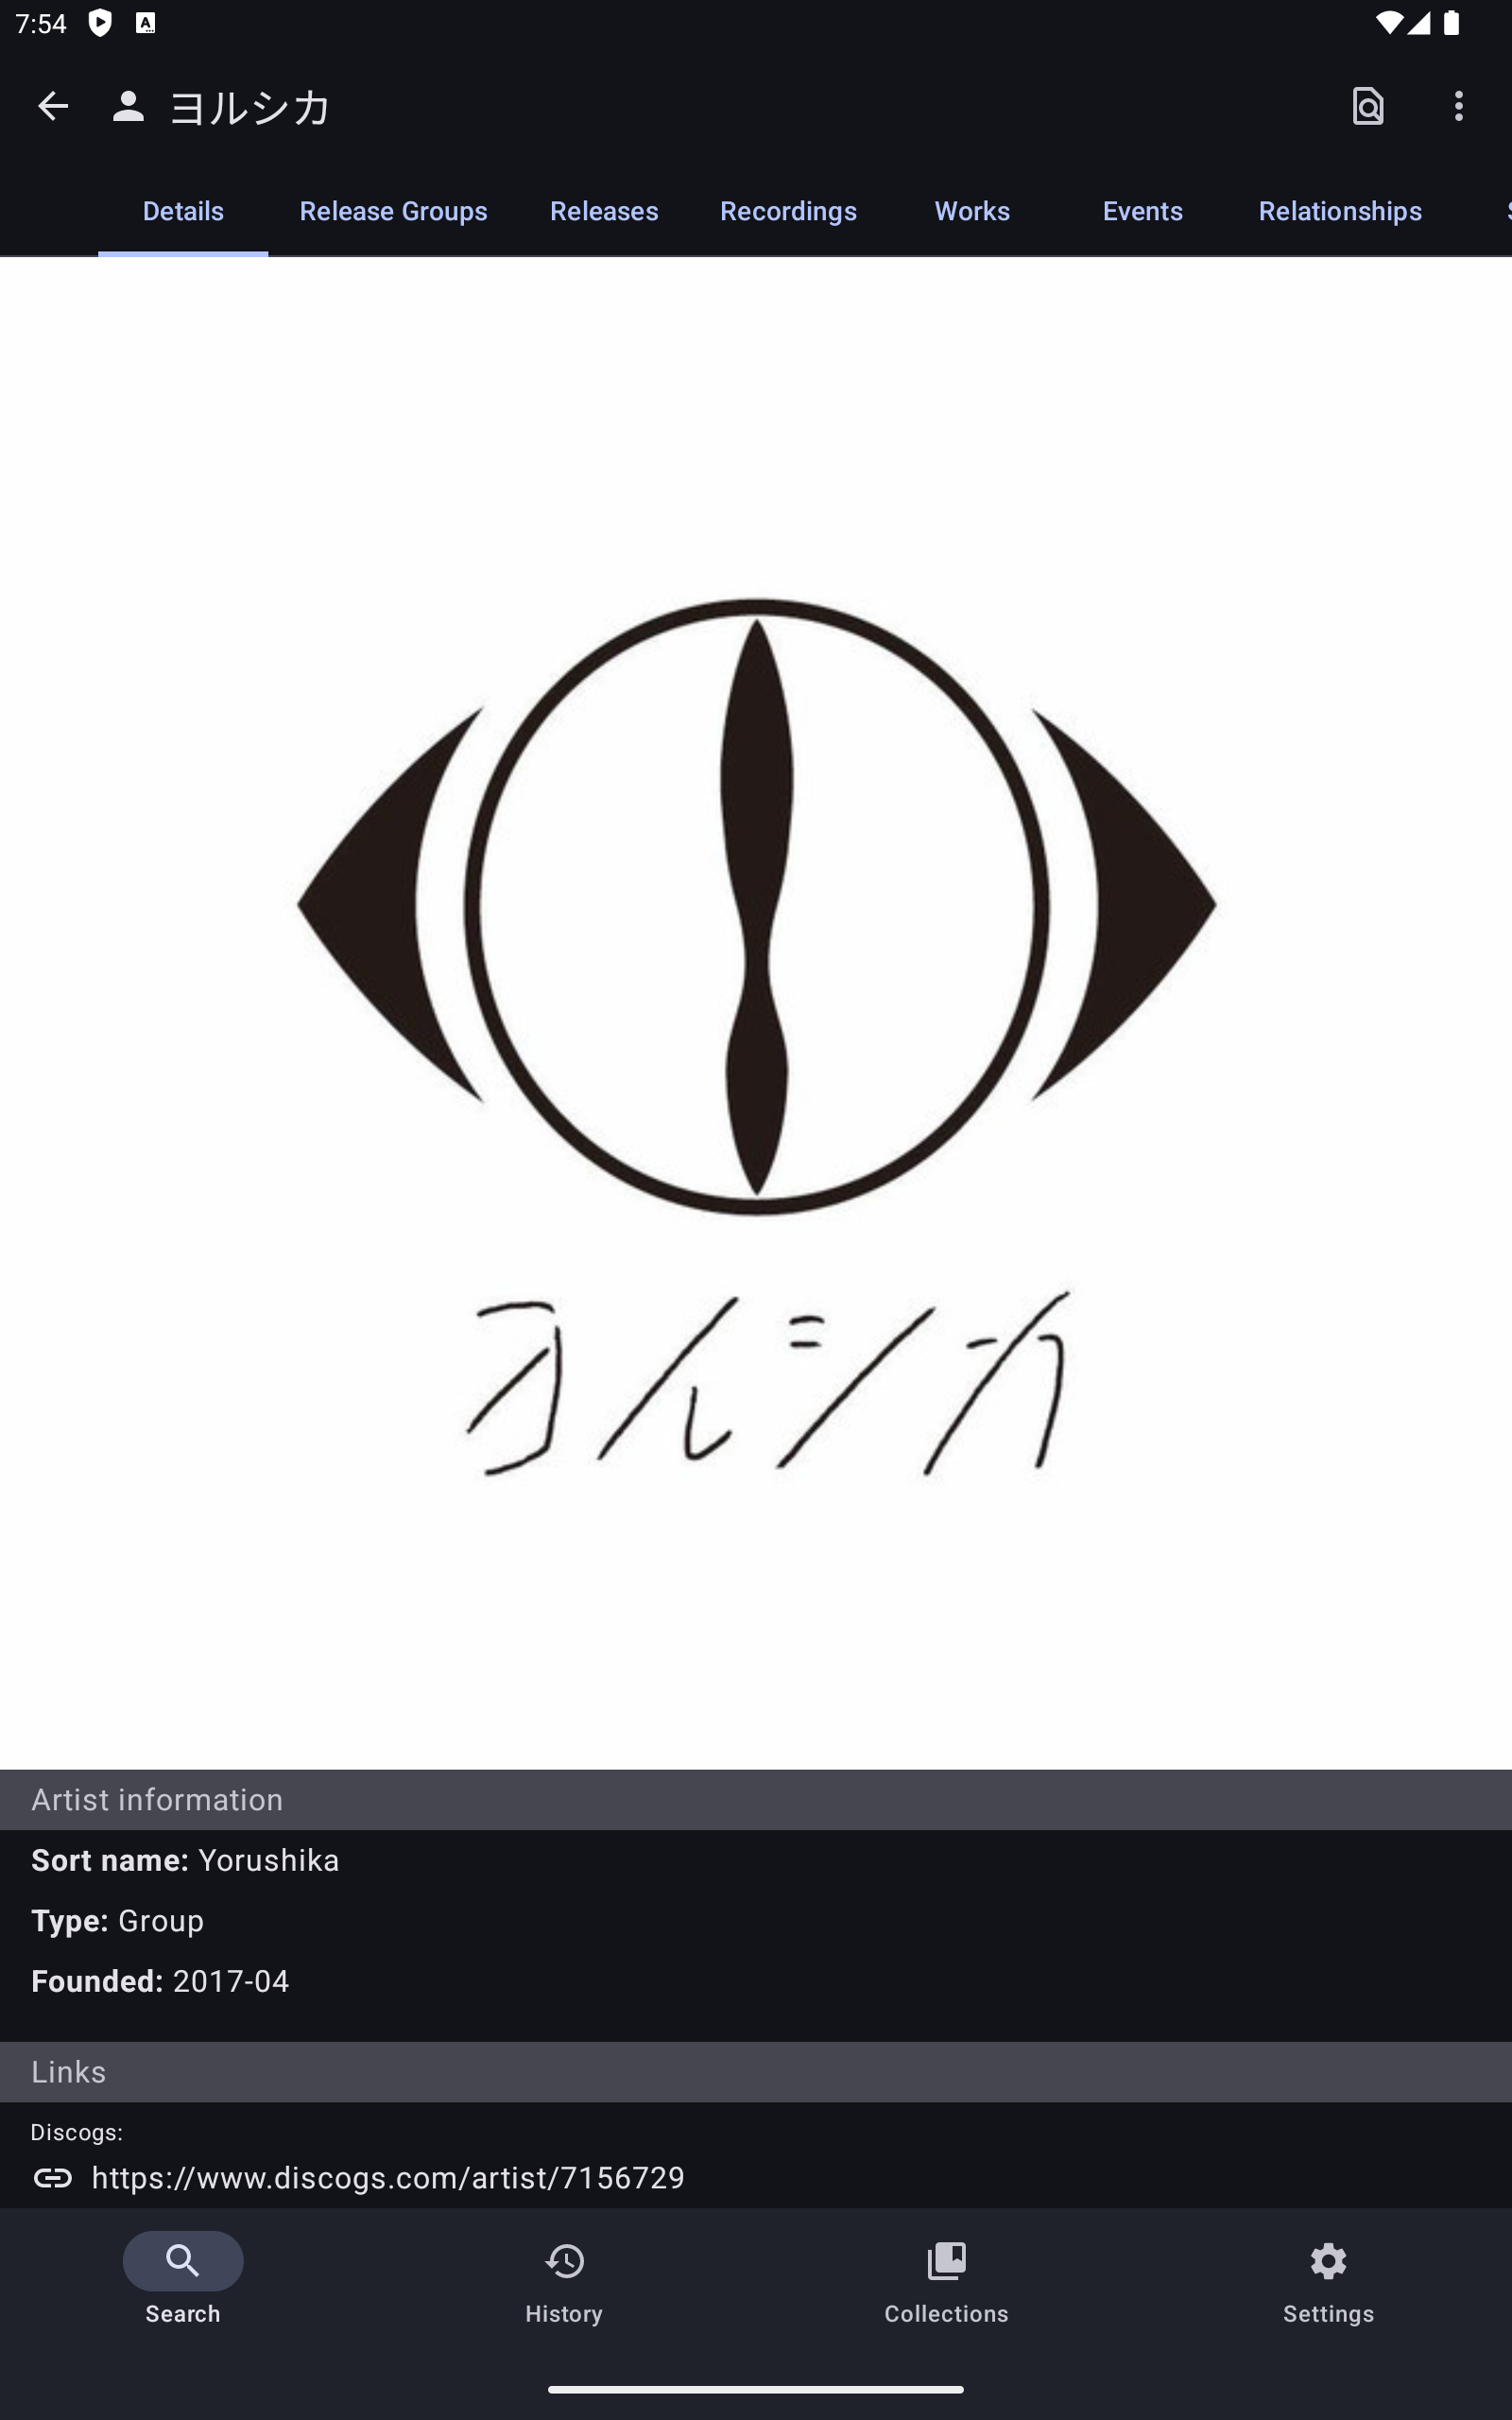 7:54
ヨルシカ
Details Release Groups Releases Recordings Works Events Relationships
ヨルシカ
Artist information
Sort name: Yorushika
Type: Group
Founded: 2017-04
Links
Discogs:
https://www.discogs.com/artist/7156729
Search History Collections Settings